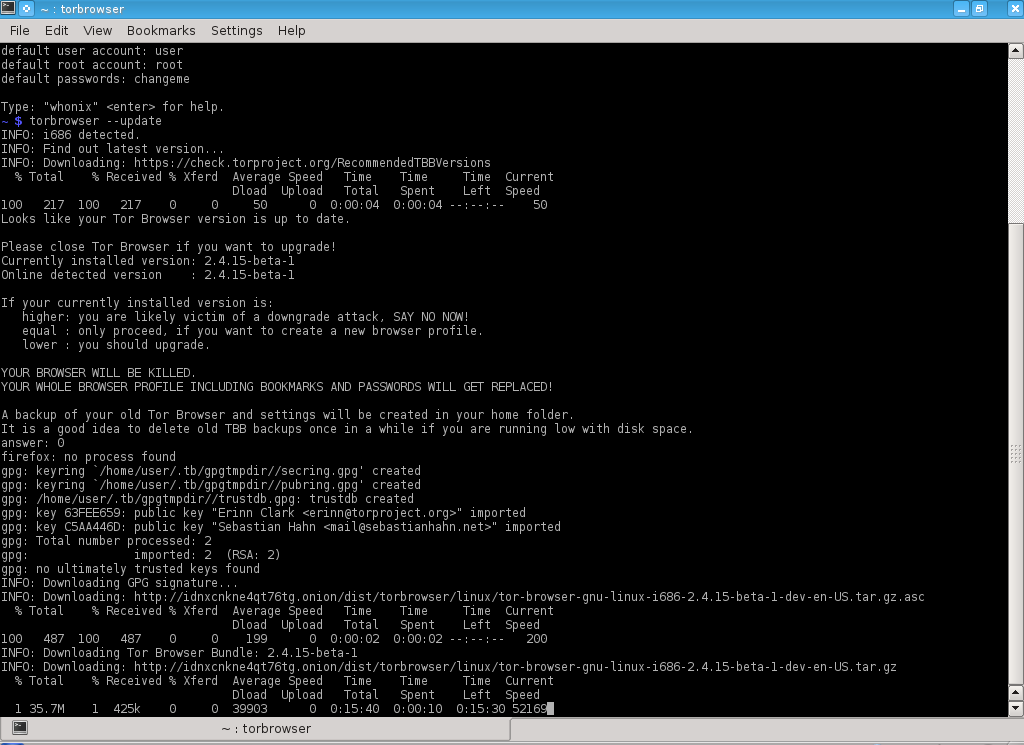 ~ : torbrowser
File Edit View Bookmarks Settings Help
default user account: user
default root account: root
default passwords: changeme
Type: "whonix" <enter> for help.
~ $ torbrowser --update
INFO: i686 detected.
INFO: Find out latest version...
INFO: Downloading: https://check.torproject.org/RecommendedTBBVersions
  % Total    % Received % Xferd  Average Speed   Time    Time     Time  Current
                                 Dload  Upload   Total   Spent    Left  Speed
100   217  100   217    0     0     50      0  0:00:04  0:00:04 --:--:--    50
Looks like your Tor Browser version is up to date.
Please close Tor Browser if you want to upgrade!
Currently installed version: 2.4.15-beta-1
Online detected version    : 2.4.15-beta-1
If your currently installed version is:
   higher: you are likely victim of a downgrade attack, SAY NO NOW!
   equal : only proceed, if you want to create a new browser profile.
   lower : you should upgrade.
YOUR BROWSER WILL BE KILLED.
YOUR WHOLE BROWSER PROFILE INCLUDING BOOKMARKS AND PASSWORDS WILL GET REPLACED!
A backup of your old Tor Browser and settings will be created in your home folder.
It is a good idea to delete old TBB backups once in a while if you are running low with disk space.
answer: 0
firefox: no process found
gpg: keyring `/home/user/.tb/gpgtmpdir//secring.gpg' created
gpg: keyring `/home/user/.tb/gpgtmpdir//pubring.gpg' created
gpg: /home/user/.tb/gpgtmpdir//trustdb.gpg: trustdb created
gpg: key 63FEE659: public key "Erinn Clark <erinn@torproject.org>" imported
gpg: key C5AA446D: public key "Sebastian Hahn <mail@sebastianhahn.net>" imported
gpg: Total number processed: 2
gpg:               imported: 2  (RSA: 2)
gpg: no ultimately trusted keys found
INFO: Downloading GPG signature...
INFO: Downloading: http://idnxcnkne4qt76tg.onion/dist/torbrowser/linux/tor-browser-gnu-linux-i686-2.4.15-beta-1-dev-en-US.tar.gz.asc
  % Total    % Received % Xferd  Average Speed   Time    Time     Time  Current
                                 Dload  Upload   Total   Spent    Left  Speed
100   487  100   487    0     0    199      0  0:00:02  0:00:02 --:--:--   200
INFO: Downloading Tor Browser Bundle: 2.4.15-beta-1
INFO: Downloading: http://idnxcnkne4qt76tg.onion/dist/torbrowser/linux/tor-browser-gnu-linux-i686-2.4.15-beta-1-dev-en-US.tar.gz
  % Total    % Received % Xferd  Average Speed   Time    Time     Time  Current
                                 Dload  Upload   Total   Spent    Left  Speed
  1 35.7M    1  425k    0     0  39903      0  0:15:40  0:00:10  0:15:30 52169
~ : torbrowser